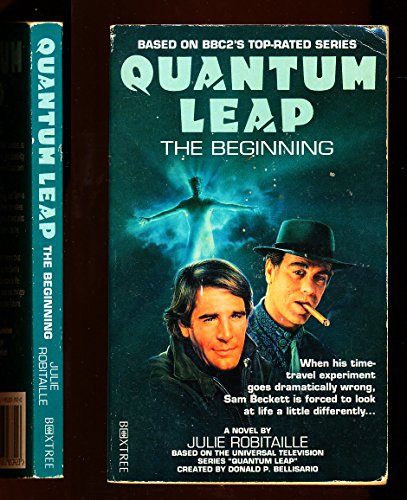 QUANTUM LEAP THE BEGINNING
JULIE
ROBITAILLE
BOXTREE
BASED ON BBC2'S TOP-RATED SERIES
QUANTUM
LEAP
THE BEGINNING
When his time-
travel experiment
goes dramatically wrong,
Sam Beckett is forced to look
at life a little differently...
A NOVEL BY
JULIE ROBITAILLE
BASED ON THE UNIVERSAL TELEVISION
SERIES "QUANTUM LEAP"
CREATED BY DONALD P. BELLISARIO
BOXTREE